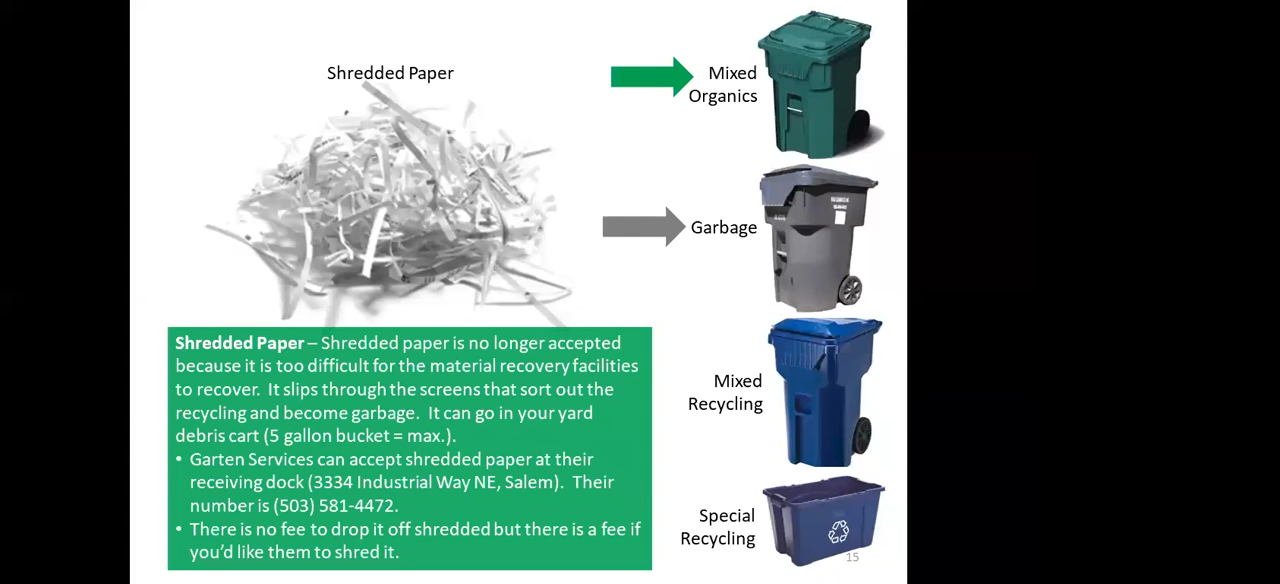 Shredded Paper
Mixed
Organics
Garbage
Shredded Paper – Shredded paper is no longer accepted
because it is too difficult for the material recovery facilities
to recover. It slips through the screens that sort out the
recycling and become garbage. It can go in your yard
debris cart (5 gallon bucket = max.).
• Garten Services can accept shredded paper at their
receiving dock (3334 Industrial Way NE, Salem). Their
number is (503) 581-4472.
• There is no fee to drop it off shredded but there is a fee if
you’d like them to shred it.
Mixed
Recycling
Special
Recycling
15